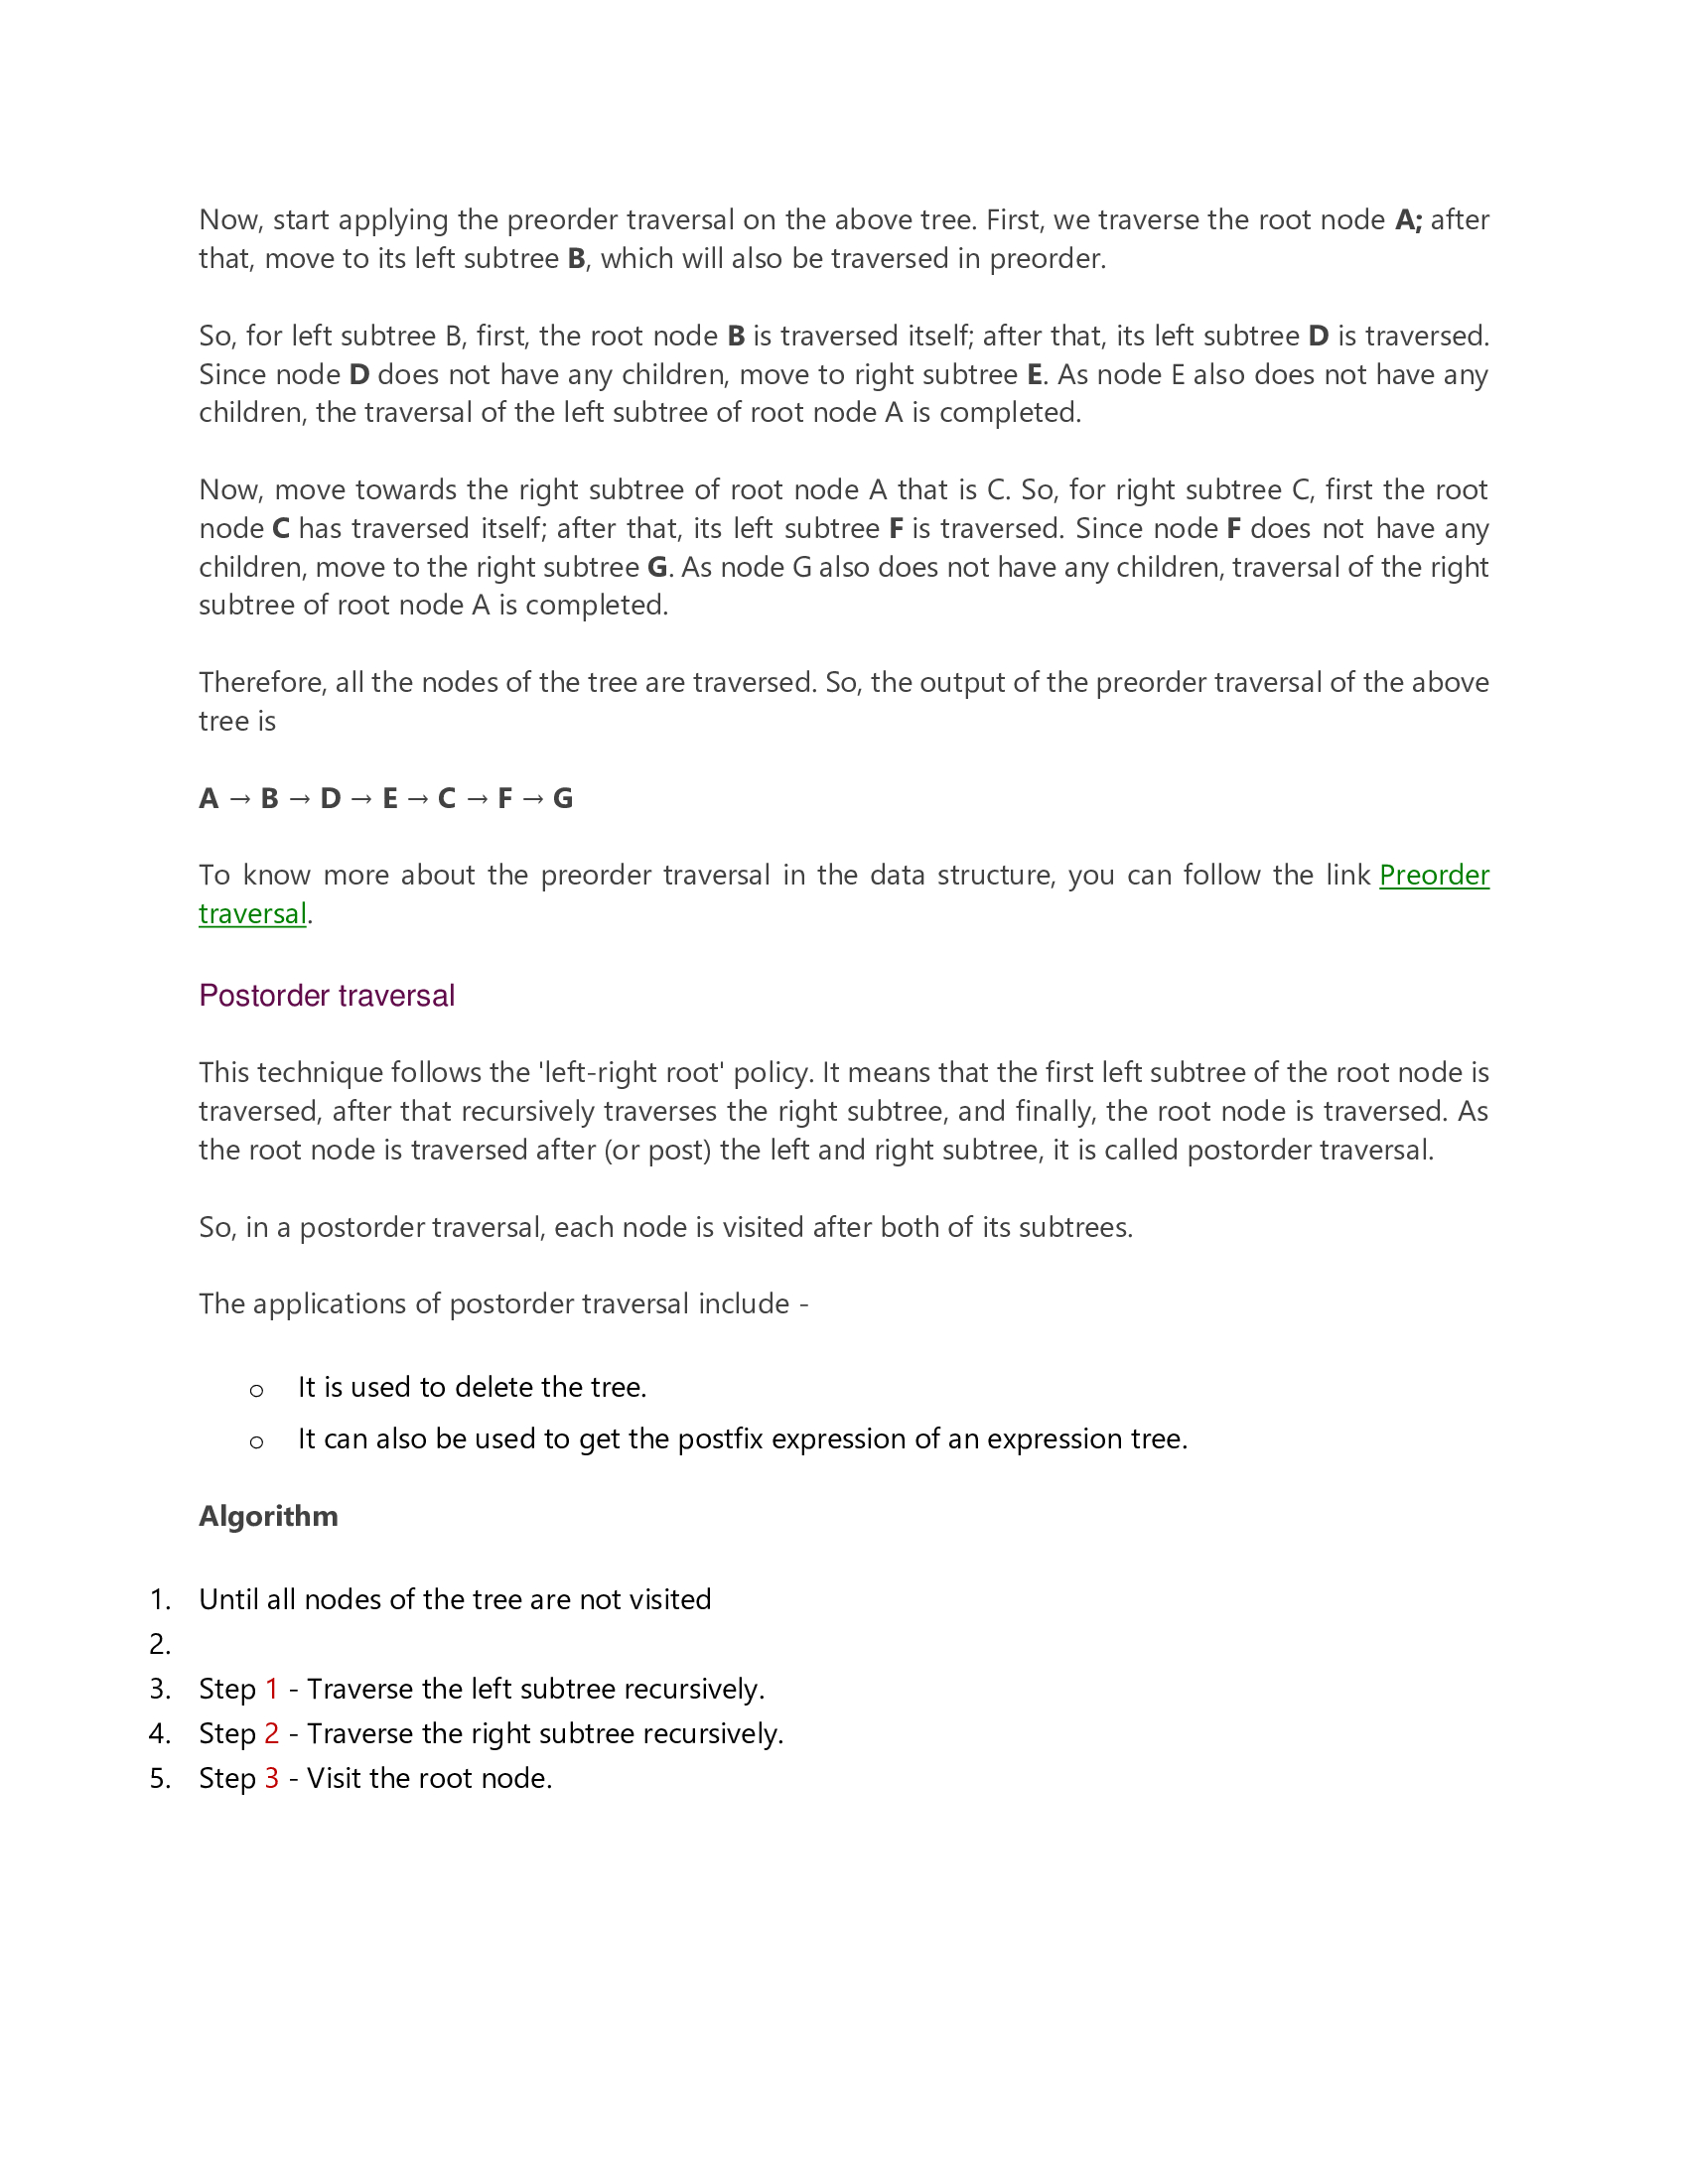 Now, start applying the preorder traversal on the above tree. First, we traverse the root node A; after
that, move to its left subtree B, which will also be traversed in preorder.
So, for left subtree B, first, the root node B is traversed itself; after that, its left subtree D is traversed.
Since node D does not have any children, move to right subtree E. As node E also does not have any
children, the traversal of the left subtree of root node A is completed.
Now, move towards the right subtree of root node A that is C. So, for right subtree C, first the root
node C has traversed itself; after that, its left subtree F is traversed. Since node F does not have any
children, move to the right subtree G. As node G also does not have any children, traversal of the right
subtree of root node A is completed.
Therefore, all the nodes of the tree are traversed. So, the output of the preorder traversal of the above
tree is
A → B → D → E → C → F → G
To know more about the preorder traversal in the data structure, you can follow the link Preorder
traversal.
Postorder traversal
This technique follows the 'left-right root' policy. It means that the first left subtree of the root node is
traversed, after that recursively traverses the right subtree, and finally, the root node is traversed. As
the root node is traversed after (or post) the left and right subtree, it is called postorder traversal.
So, in a postorder traversal, each node is visited after both of its subtrees.
The applications of postorder traversal include -
o It is used to delete the tree.
o It can also be used to get the postfix expression of an expression tree.
Algorithm
1. Until all nodes of the tree are not visited
2.
3. Step 1 - Traverse the left subtree recursively.
4. Step 2 - Traverse the right subtree recursively.
5. Step 3 - Visit the root node.